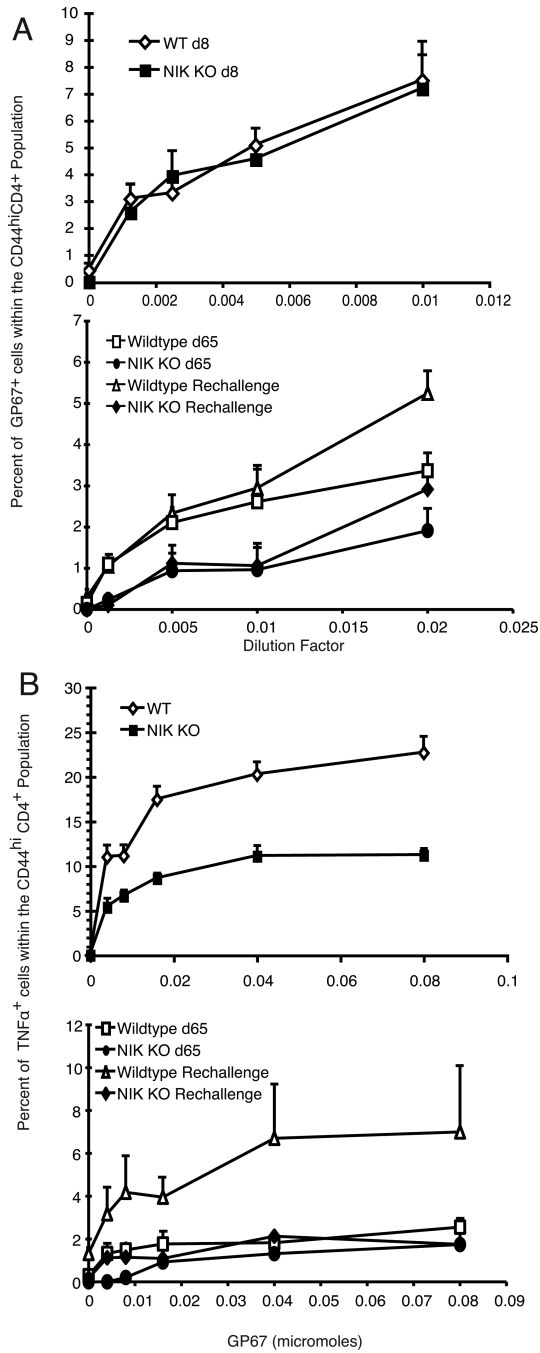 A
Percent of GP67+ cells within the CD44hiCD4+ Population
10
9
8
7
6
5
4
3
2
1
0
WT d8
NIK KO d8
0 0.002 0.004 0.006 0.008 0.01 0.012
7
6
5
4
3
2
1
0
Wildtype d65
NIK KO d65
Wildtype Rechallenge
NIK KO Rechallenge
0 0.005 0.01 0.015 0.02 0.025
Dilution Factor
B
Percent of TNFα+ cells within the CD44hi CD4+ Population
30
25
20
15
10
5
0
WT
NIK KO
0 0.02 0.04 0.06 0.08 0.1
12
10
8
6
4
2
0
Wildtype d65
NIK KO d65
Wildtype Rechallenge
NIK KO Rechallenge
0 0.01 0.02 0.03 0.04 0.05 0.06 0.07 0.08 0.09
GP67 (micromoles)